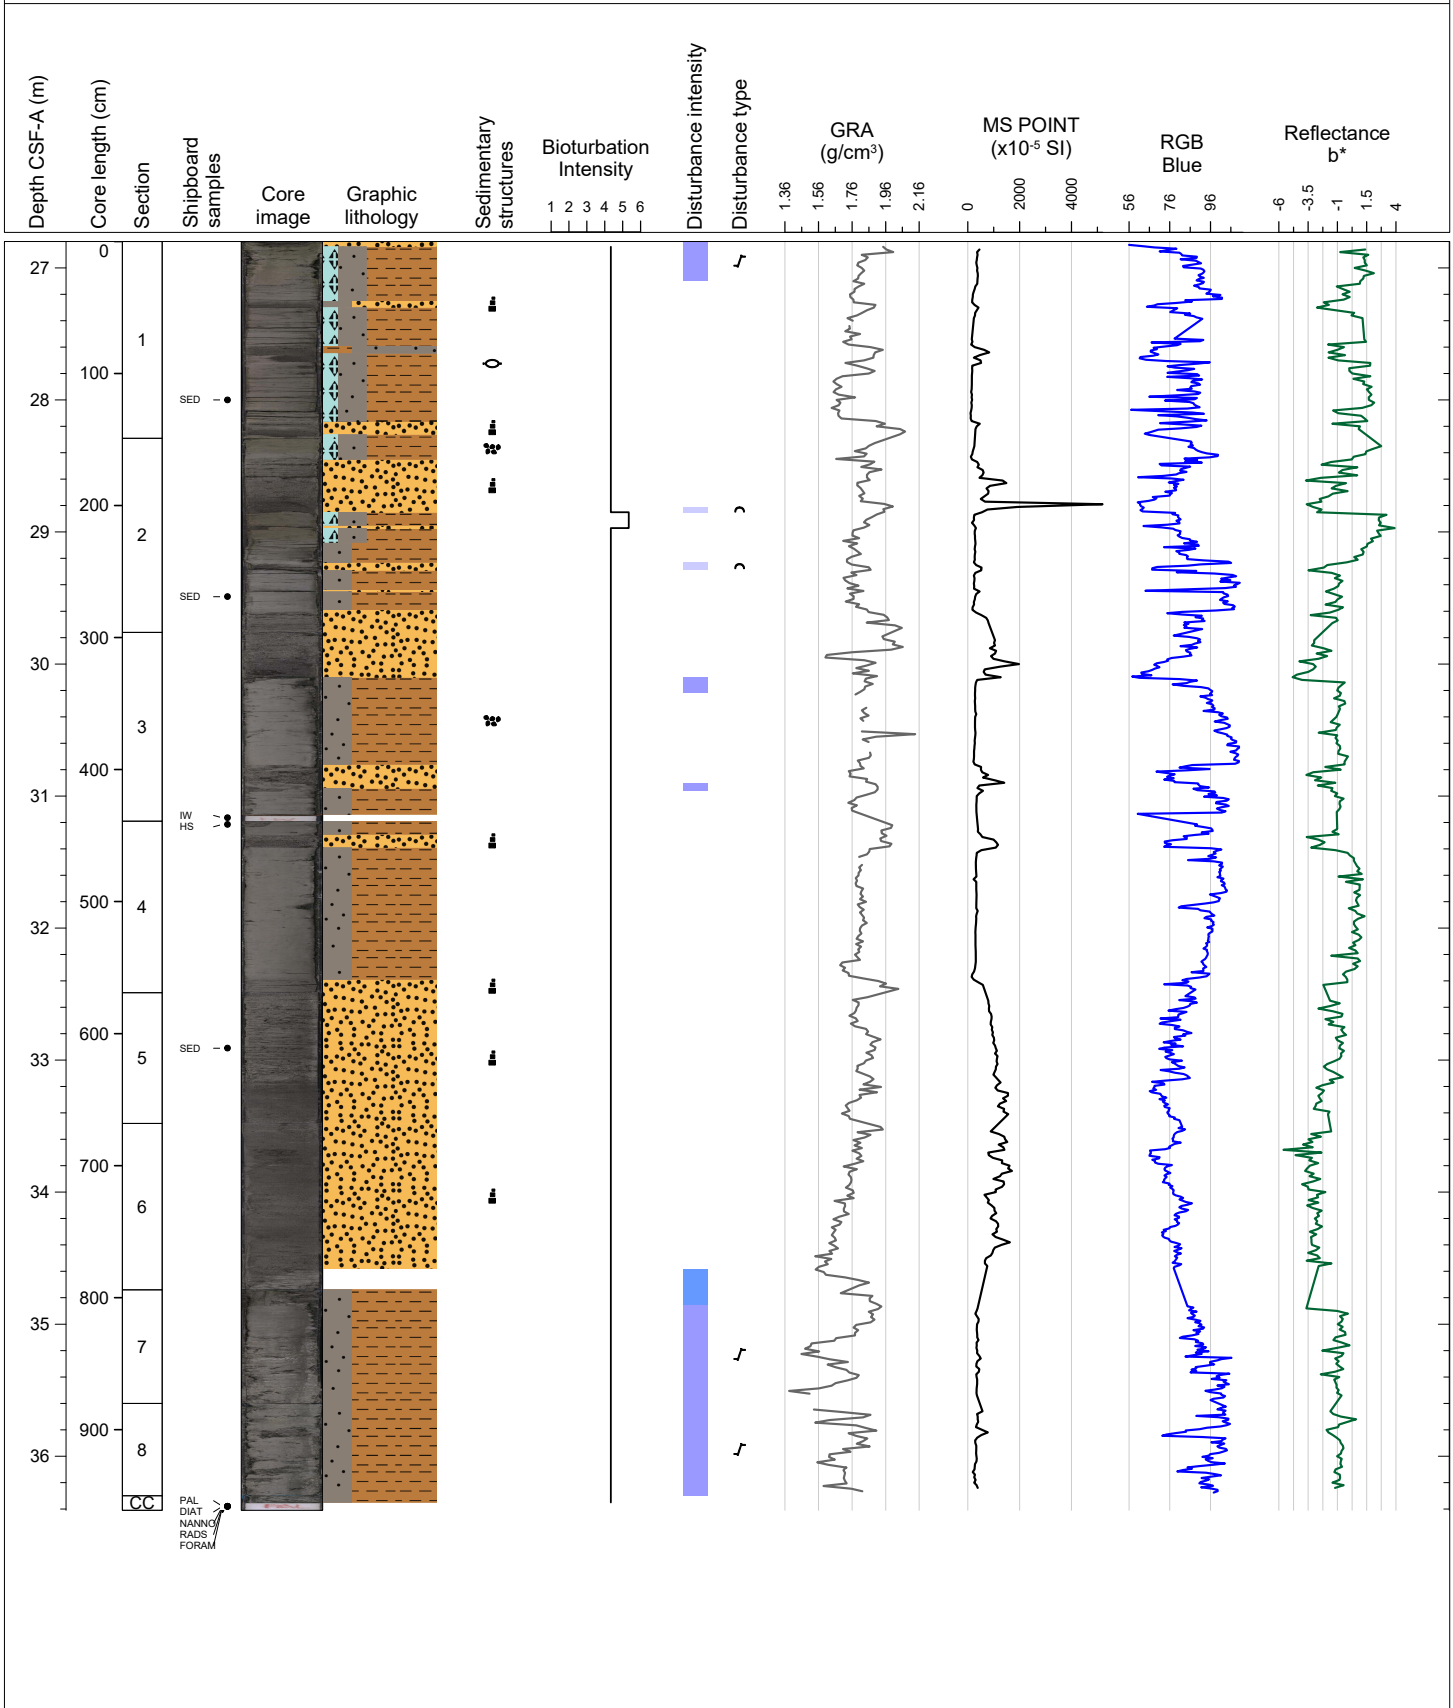 Depth CSF-A (m)
Core length (cm)
Section
Shipboard
samples
Core
image
Graphic
lithology
Sedimentary
structures
Bioturbation
Intensity
1 2 3 4 5 6
Disturbance intensity
Disturbance type
GRA
(g/cm³)
1.36 1.56 1.76 1.96 2.16
MS POINT
(x10⁻⁵ SI)
0 2000 4000
RGB
Blue
56 76 96
Reflectance
b*
-6 -3.5 -1 1.5 4
0
27
1
100
28
SED
200
29
2
SED
300
30
3
400
31
IW
HS
500
4
32
600
SED
33
5
700
34
6
800
35
7
900
8
36
CC
PAL
DIAT
NANNO
RADS
FORAM